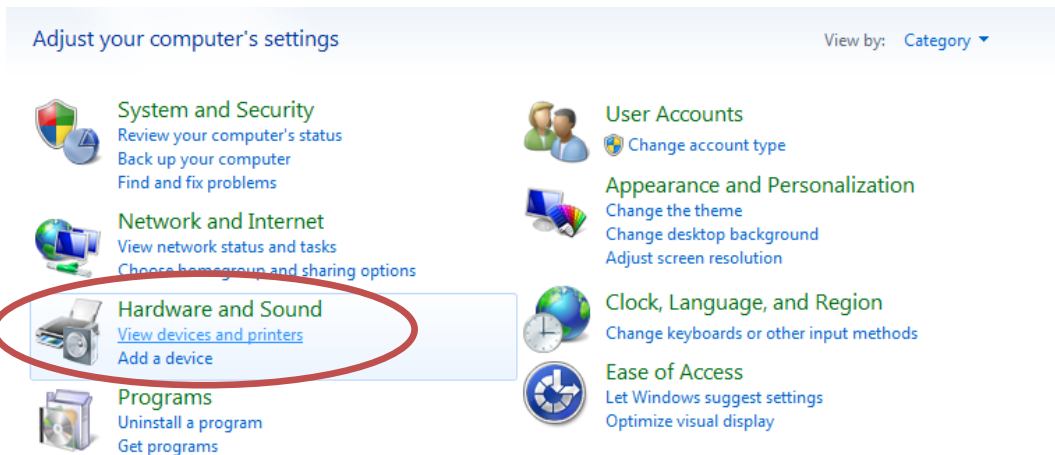 Adjust your computer's settings
View by: Category
System and Security
Review your computer's status
Back up your computer
Find and fix problems
Network and Internet
View network status and tasks
Choose homegroup and sharing options
Hardware and Sound
View devices and printers
Add a device
Programs
Uninstall a program
Get programs
User Accounts
Change account type
Appearance and Personalization
Change the theme
Change desktop background
Adjust screen resolution
Clock, Language, and Region
Change keyboards or other input methods
Ease of Access
Let Windows suggest settings
Optimize visual display